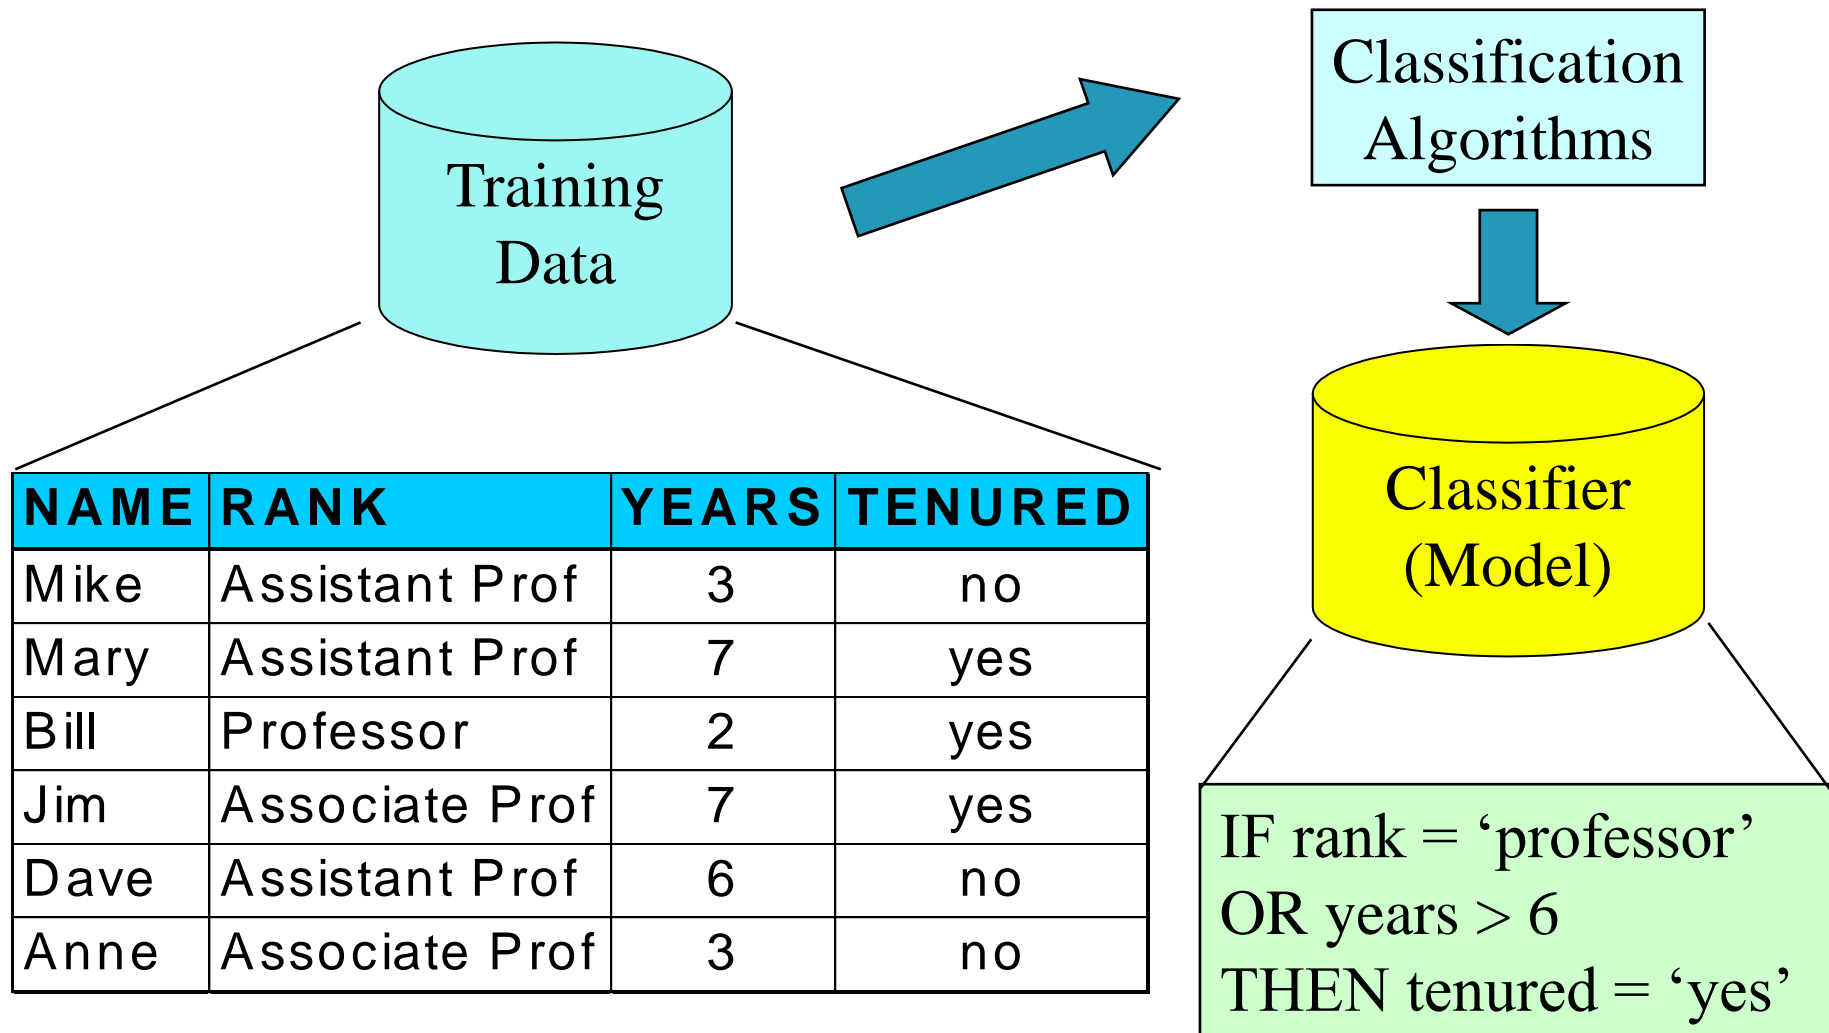 Training
Data
Classification
Algorithms
NAME RANK YEARS TENURED
Mike Assistant Prof 3 no
Mary Assistant Prof 7 yes
Bill Professor 2 yes
Jim Associate Prof 7 yes
Dave Assistant Prof 6 no
Anne Associate Prof 3 no
Classifier
(Model)
IF rank = ‘professor’
OR years > 6
THEN tenured = ‘yes’